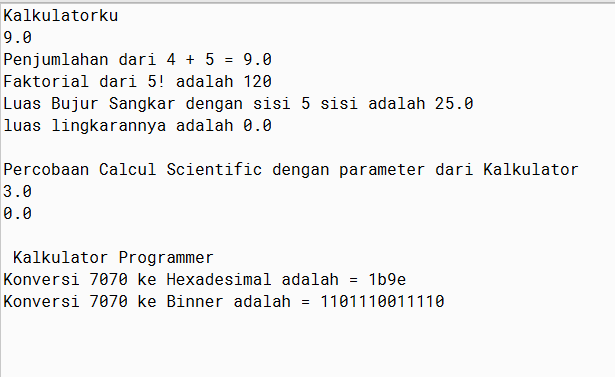 Kalkulatorku
9.0
Penjumlahan dari 4 + 5 = 9.0
Faktorial dari 5! adalah 120
Luas Bujur Sangkar dengan sisi 5 sisi adalah 25.0
luas lingkarannya adalah 0.0
Percobaan Calcul Scientific dengan parameter dari Kalkulator
3.0
0.0
Kalkulator Programmer
Konversi 7070 ke Hexadesimal adalah = 1b9e
Konversi 7070 ke Binner adalah = 1101110011110